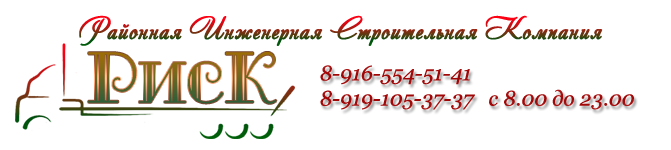 Районная Инженерная Строительная Компания
РиСК
8-916-554-51-41
8-919-105-37-37 с 8.00 до 23.00